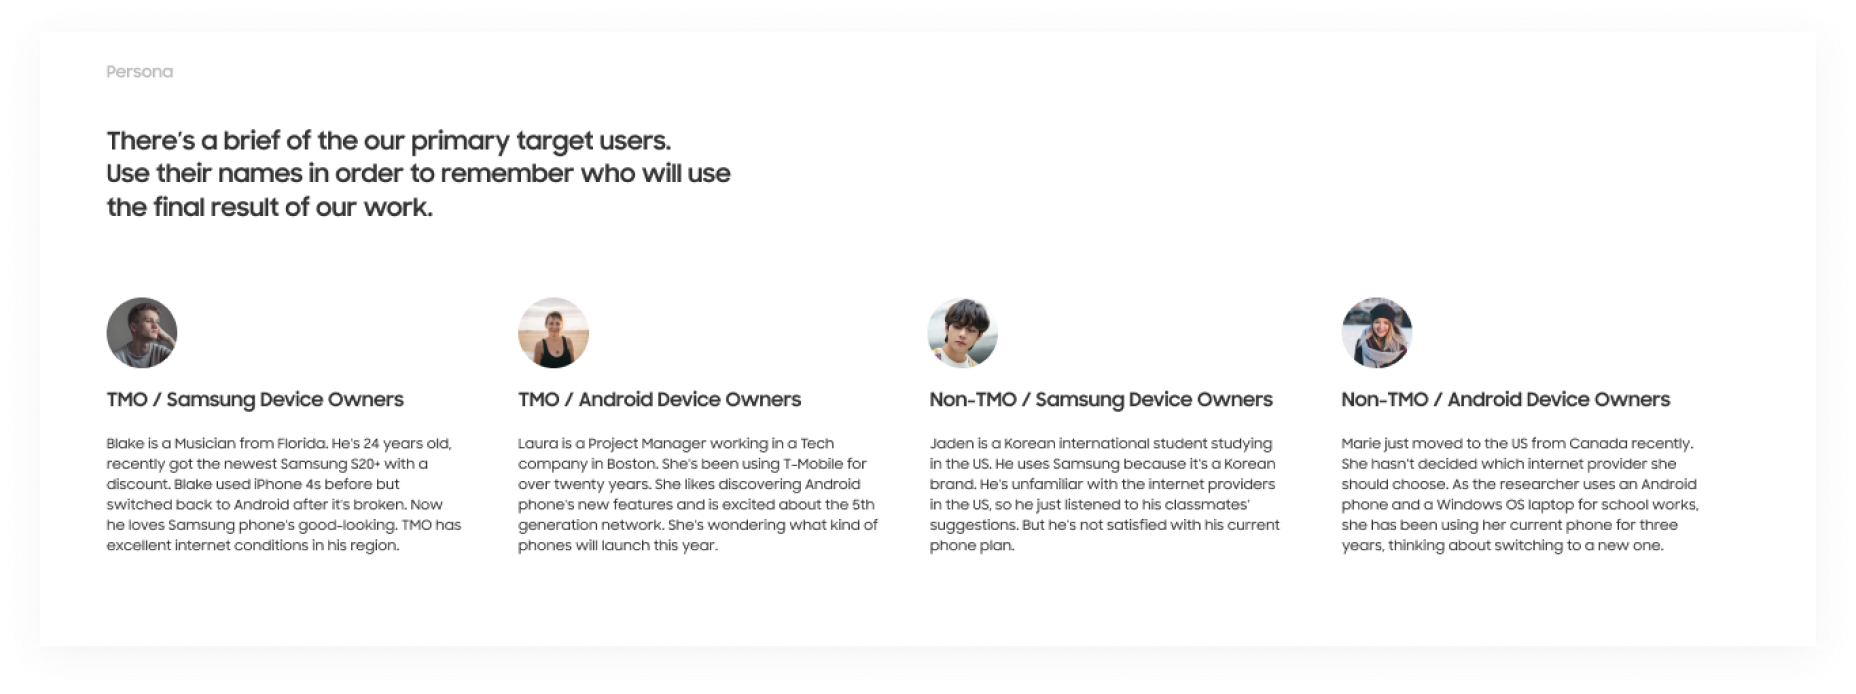 Persona
There's a brief of the our primary target users.
Use their names in order to remember who will use
the final result of our work.
TMO / Samsung Device Owners
Blake is a Musician from Florida. He's 24 years old,
recently got the newest Samsung S20+ with a
discount. Blake used iPhone 4s before but
switched back to Android after it's broken. Now
he loves Samsung phone's good-looking. TMO has
excellent internet conditions in his region.
TMO / Android Device Owners
Laura is a Project Manager working in a Tech
company in Boston. She's been using T-Mobile for
over twenty years. She likes discovering Android
phone's new features and is excited about the 5th
generation network. She's wondering what kind of
phones will launch this year.
Non-TMO / Samsung Device Owners
Jaden is a Korean international student studying
in the US. He uses Samsung because it's a Korean
brand. He's unfamiliar with the internet providers
in the US, so he just listened to his classmates'
suggestions. But he's not satisfied with his current
phone plan.
Non-TMO / Android Device Owners
Marie just moved to the US from Canada recently.
She hasn't decided which internet provider she
should choose. As the researcher uses an Android
phone and a Windows OS laptop for school works,
she has been using her current phone for three
years, thinking about switching to a new one.